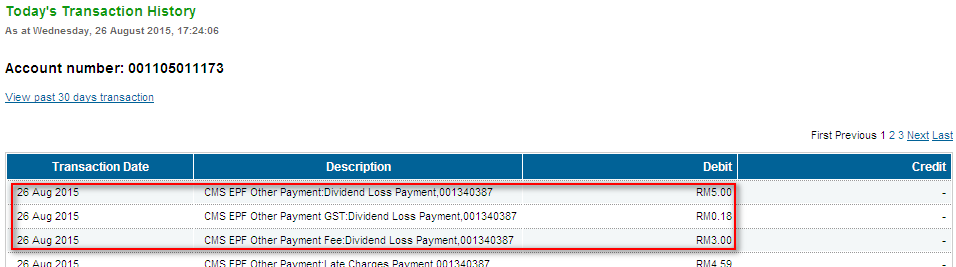 Today's Transaction History
As at Wednesday, 26 August 2015, 17:24:06
Account number: 001105011173
View past 30 days transaction
First Previous 1 2 3 Next Last
Transaction Date Description Debit Credit
26 Aug 2015 CMS EPF Other Payment:Dividend Loss Payment,001340387 RM5.00 -
26 Aug 2015 CMS EPF Other Payment GST:Dividend Loss Payment,001340387 RM0.18 -
26 Aug 2015 CMS EPF Other Payment Fee:Dividend Loss Payment,001340387 RM3.00 -
26 Aug 2015 CMS EPF Other Payment:Late Charges Payment,001340387 RM4.59 -